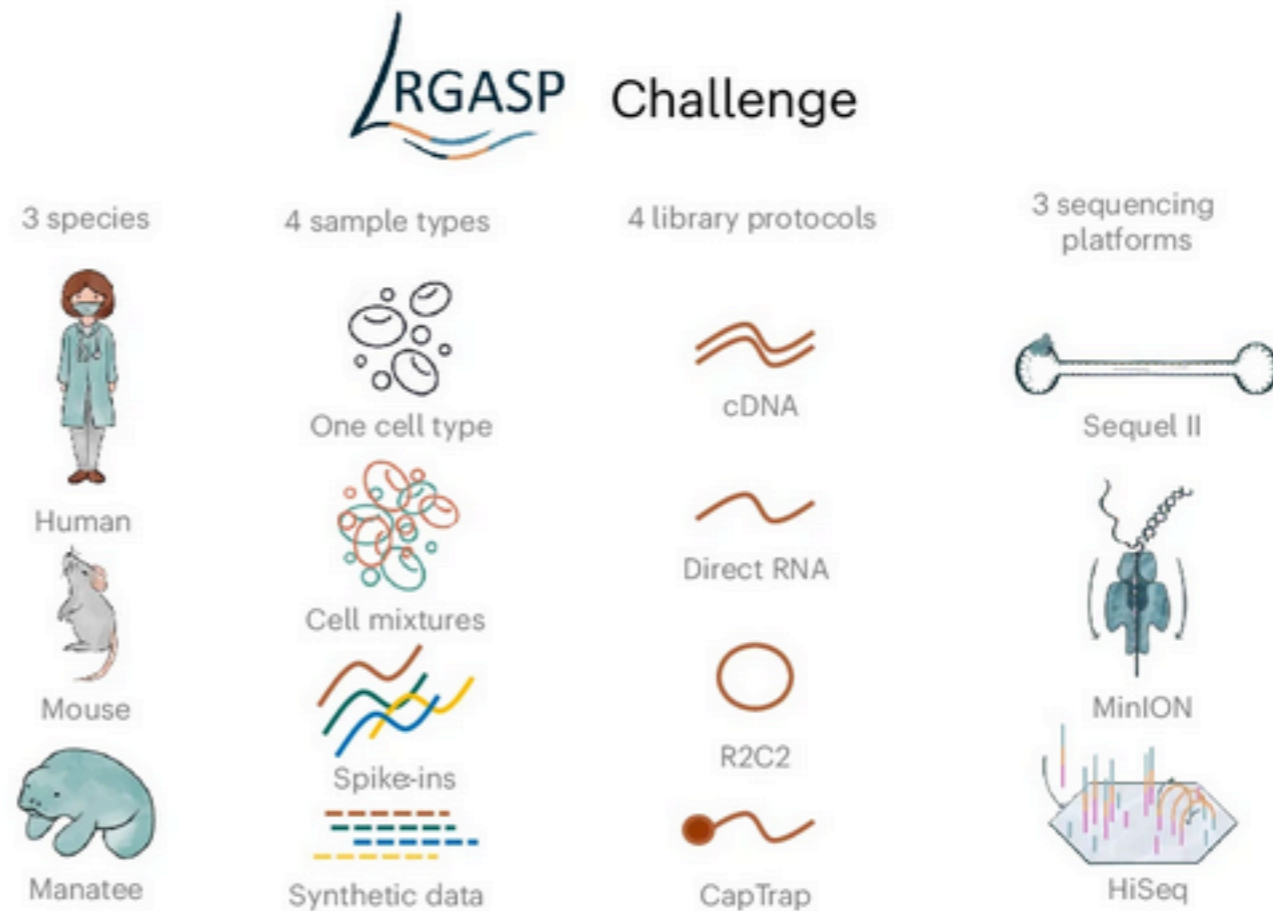 LRGASP Challenge
3 species
4 sample types
4 library protocols
3 sequencing
platforms
Human
Mouse
Manatee
One cell type
Cell mixtures
Spike-ins
Synthetic data
cDNA
Direct RNA
R2C2
CapTrap
Sequel II
MinION
HiSeq